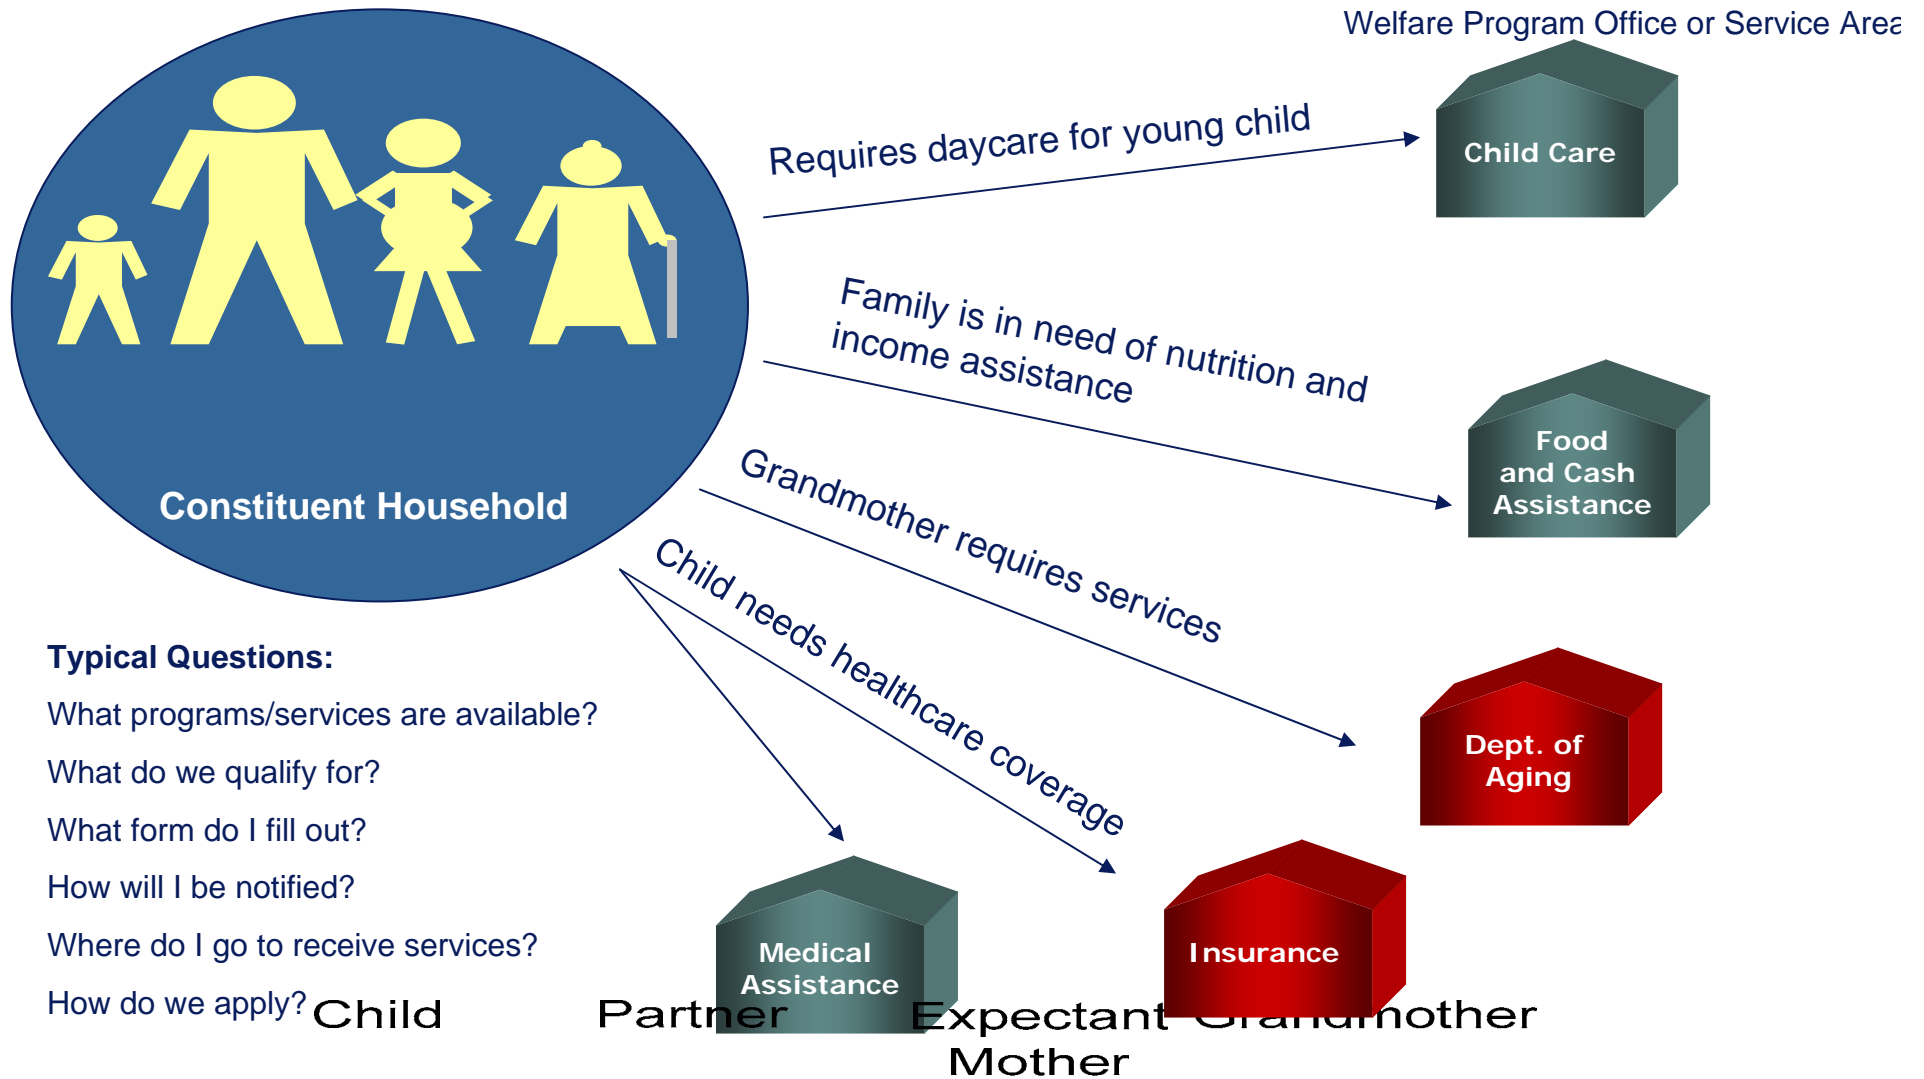 Welfare Program Office or Service Area
Requires daycare for young child
Child Care
Family is in need of nutrition and
income assistance
Food
and Cash
Assistance
Constituent Household
Grandmother requires services
Child needs healthcare coverage
Dept. of
Aging
Typical Questions:
What programs/services are available?
What do we qualify for?
What form do I fill out?
How will I be notified?
Where do I go to receive services?
How do we apply?
Medical
Assistance
Insurance
Child
Partner
Expectant
Mother
Grandmother